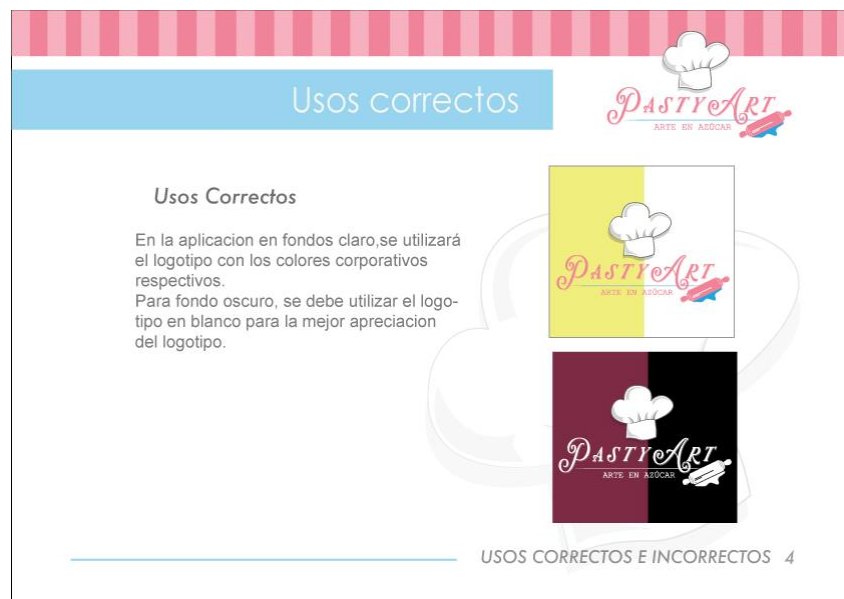 Usos correctos
PASTYART
ARTE EN AZÚCAR
Usos Correctos
En la aplicacion en fondos claro,se utilizará
el logotipo con los colores corporativos
respectivos.
Para fondo oscuro, se debe utilizar el logo-
tipo en blanco para la mejor apreciacion
del logotipo.
PASTYART
ARTE EN AZÚCAR
PASTYART
ARTE EN AZÚCAR
USOS CORRECTOS E INCORRECTOS 4